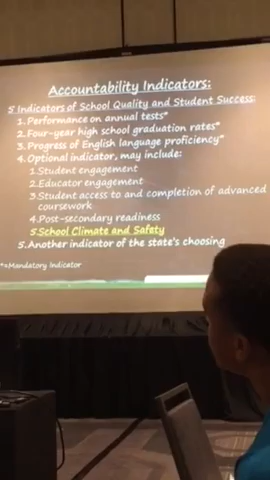 Accountability Indicators:
5 Indicators of School Quality and Student Success:
1. Performance on annual tests*
2. Four-year high school graduation rates*
3. Progress of English language proficiency*
4. Optional indicator, may include:
1. Student engagement
2. Educator engagement
3. Student access to and completion of advanced
coursework
4. Post-secondary readiness
5. School Climate and Safety
5. Another indicator of the state's choosing
*=Mandatory Indicator